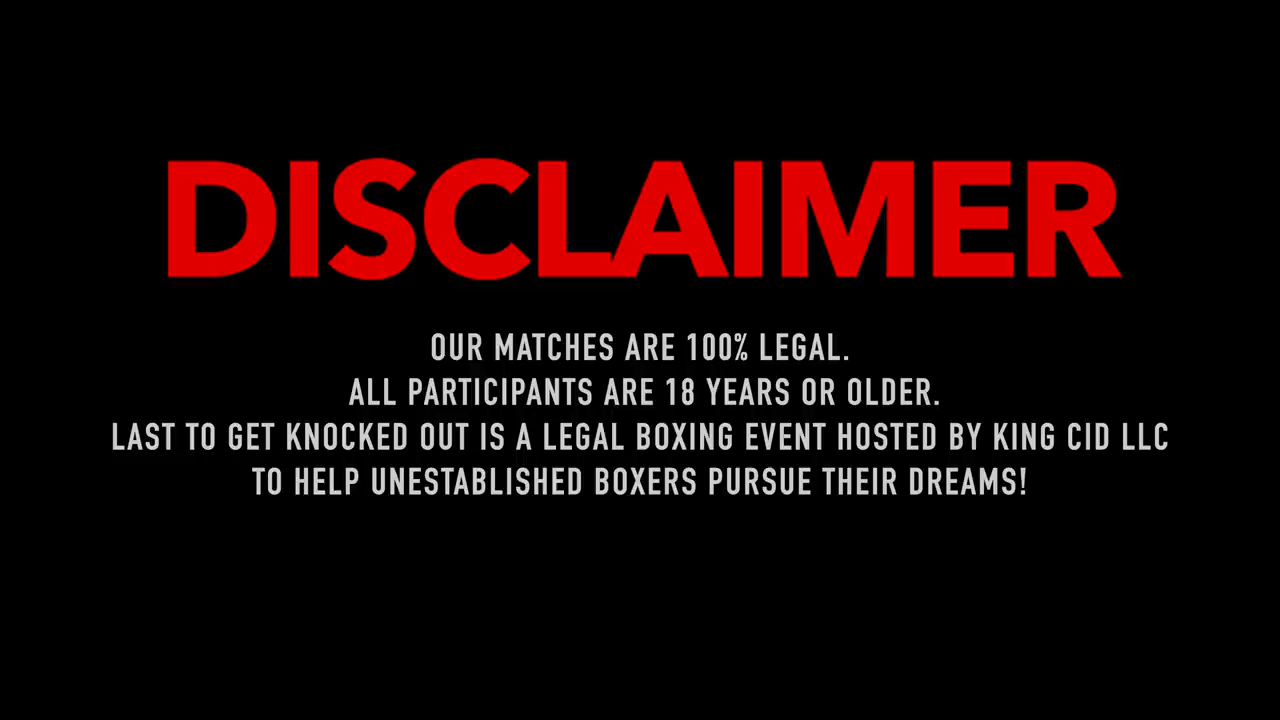 DISCLAIMER
OUR MATCHES ARE 100% LEGAL.
ALL PARTICIPANTS ARE 18 YEARS OR OLDER.
LAST TO GET KNOCKED OUT IS A LEGAL BOXING EVENT HOSTED BY KING CID LLC
TO HELP UNESTABLISHED BOXERS PURSUE THEIR DREAMS!